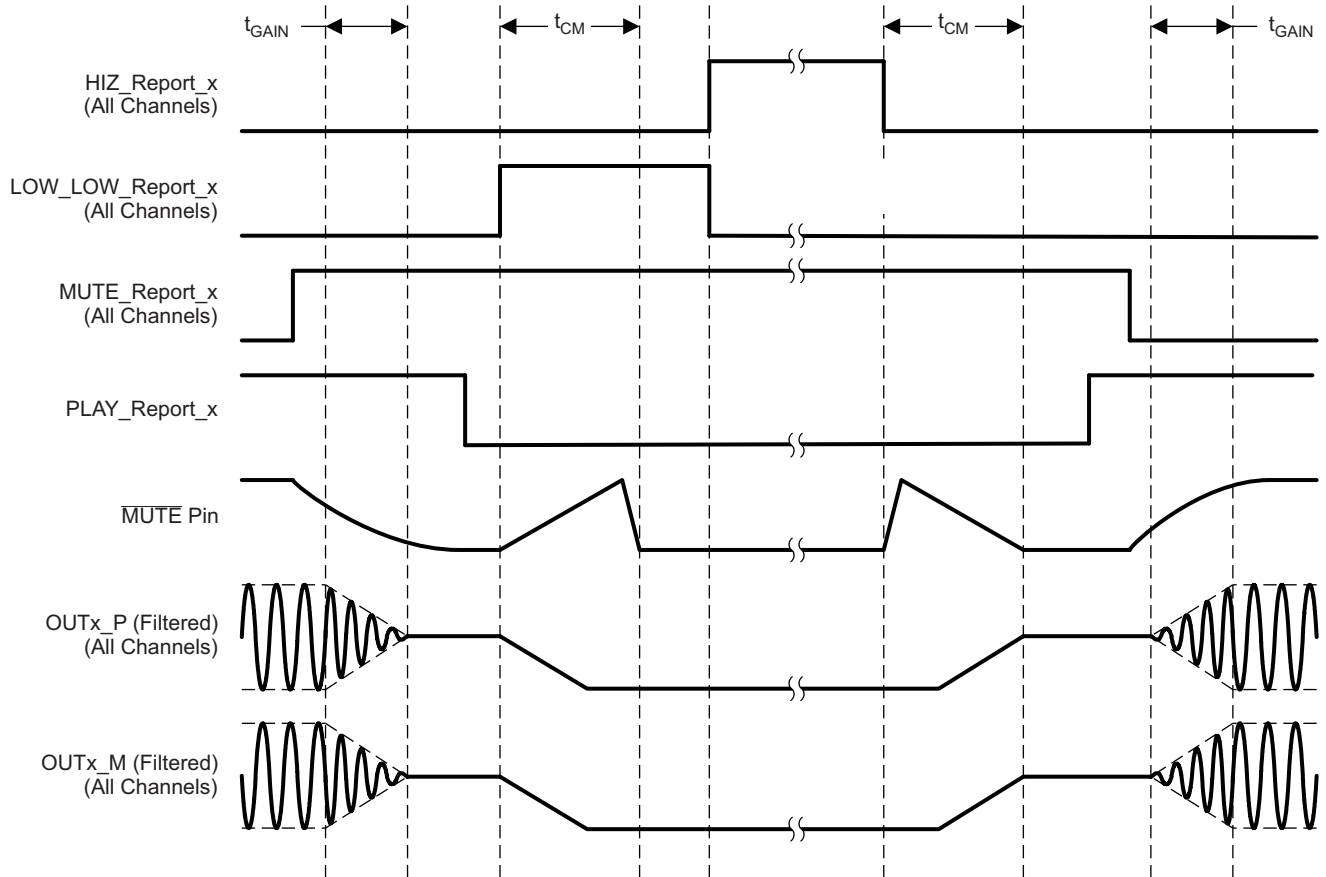 tGAIN
tCM
tCM
tGAIN
HIZ_Report_x
(All Channels)
LOW_LOW_Report_x
(All Channels)
MUTE_Report_x
(All Channels)
PLAY_Report_x
MUTE Pin
OUTx_P (Filtered)
(All Channels)
OUTx_M (Filtered)
(All Channels)